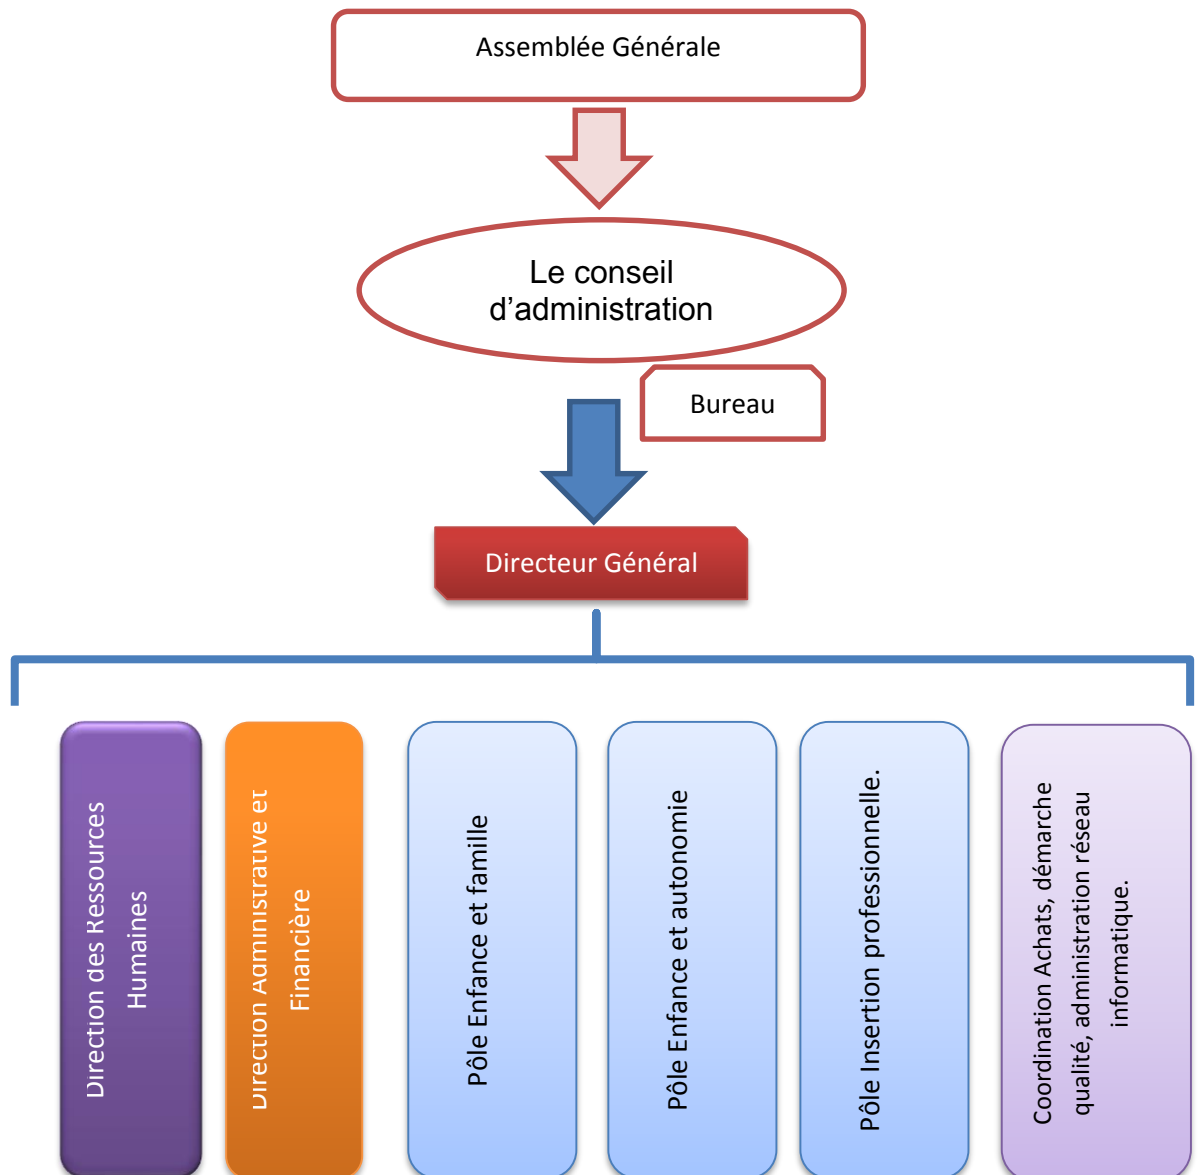 Assemblée Générale
Le conseil
d’administration
Bureau
Directeur Général
Direction des Ressources
Humaines
Direction Administrative et
Financière
Pôle Enfance et famille
Pôle Enfance et autonomie
Pôle Insertion professionnelle.
Coordination Achats, démarche
qualité, administration réseau
informatique.